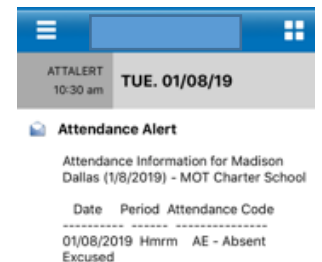 ATTALERT
10:30 am
TUE. 01/08/19
Attendance Alert
Attendance Information for Madison
Dallas (1/8/2019) - MOT Charter School
Date Period Attendance Code
---------- ------ ---------------
01/08/2019 Hmrm AE - Absent
Excused